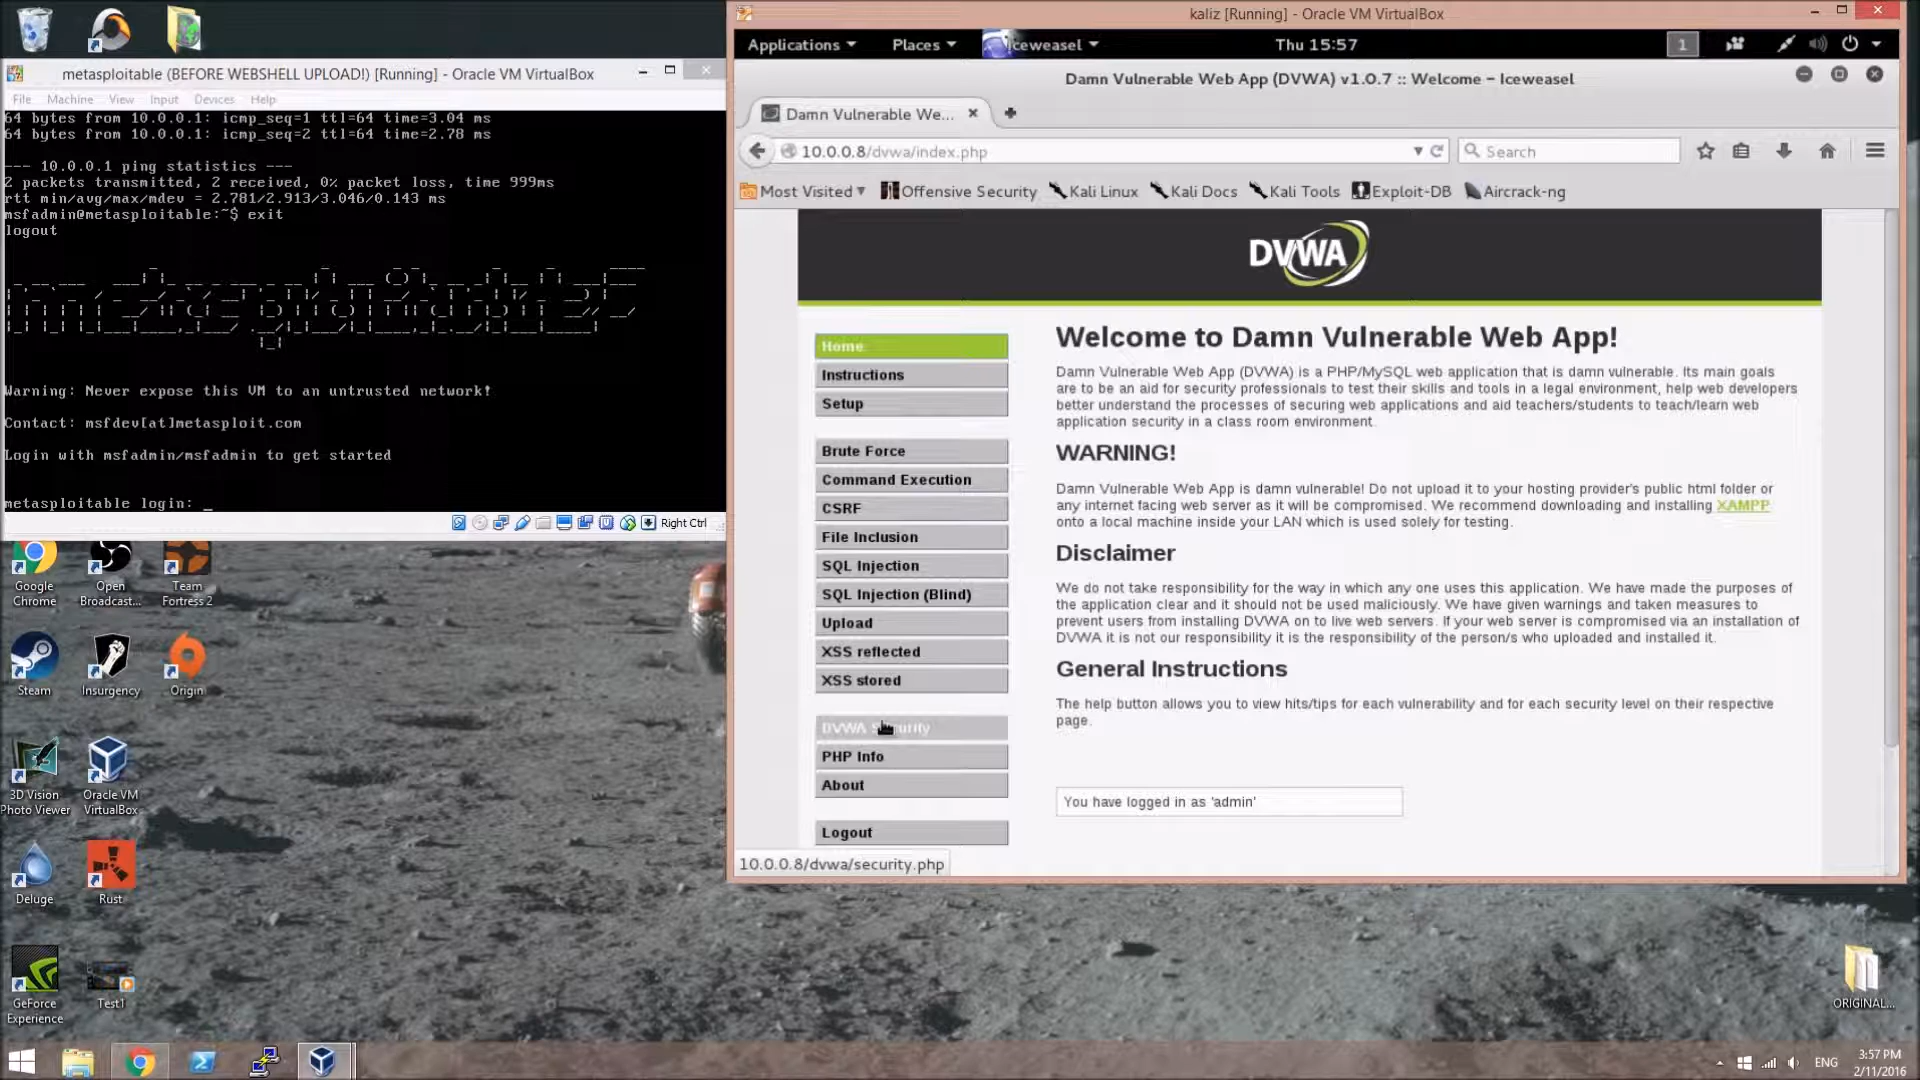 metasploitable (BEFORE WEBSHELL UPLOAD!) [Running] - Oracle VM VirtualBox
File Machine View Input Devices Help
64 bytes from 10.0.0.1: icmp_seq=1 ttl=64 time=3.04 ms
64 bytes from 10.0.0.1: icmp_seq=2 ttl=64 time=2.78 ms
--- 10.0.0.1 ping statistics ---
2 packets transmitted, 2 received, 0% packet loss, time 999ms
rtt min/avg/max/mdev = 2.781/2.913/3.046/0.143 ms
msfadmin@metasploitable:~$ exit
logout
metasploitable
Warning: Never expose this VM to an untrusted network!
Contact: msfdev[at]metasploit.com
Login with msfadmin/msfadmin to get started
metasploitable login: _
Right Ctrl
Google Chrome
Open Broadcast...
Team Fortress 2
Steam
Insurgency
Origin
3D Vision Photo Viewer
Oracle VM VirtualBox
Deluge
Rust
GeForce Experience
Test1
kaliz [Running] - Oracle VM VirtualBox
Applications Places Iceweasel Thu 15:57 1
Damn Vulnerable Web App (DVWA) v1.0.7 :: Welcome - Iceweasel
Damn Vulnerable We...
10.0.0.8/dvwa/index.php
Search
Most Visited Offensive Security Kali Linux Kali Docs Kali Tools Exploit-DB Aircrack-ng
DVWA
Home
Instructions
Setup
Brute Force
Command Execution
CSRF
File Inclusion
SQL Injection
SQL Injection (Blind)
Upload
XSS reflected
XSS stored
DVWA Security
PHP Info
About
Logout
Welcome to Damn Vulnerable Web App!
Damn Vulnerable Web App (DVWA) is a PHP/MySQL web application that is damn vulnerable. Its main goals
are to be an aid for security professionals to test their skills and tools in a legal environment, help web developers
better understand the processes of securing web applications and aid teachers/students to teach/learn web
application security in a class room environment.
WARNING!
Damn Vulnerable Web App is damn vulnerable! Do not upload it to your hosting provider's public html folder or
any internet facing web server as it will be compromised. We recommend downloading and installing XAMPP
onto a local machine inside your LAN which is used solely for testing.
Disclaimer
We do not take responsibility for the way in which any one uses this application. We have made the purposes of
the application clear and it should not be used maliciously. We have given warnings and taken measures to
prevent users from installing DVWA on to live web servers. If your web server is compromised via an installation of
DVWA it is not our responsibility it is the responsibility of the person/s who uploaded and installed it.
General Instructions
The help button allows you to view hits/tips for each vulnerability and for each security level on their respective
page.
You have logged in as 'admin'
10.0.0.8/dvwa/security.php
ORIGINAL...
ENG
3:57 PM
2/11/2016